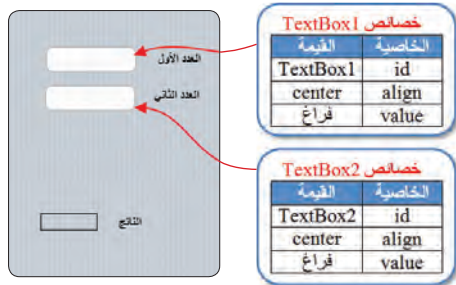 العدد الأول
العدد الثاني
الناتج
خصائص TextBox1
الخاصية القيمة
id TextBox1
align center
value فراغ
خصائص TextBox2
الخاصية القيمة
id TextBox2
align center
value فراغ